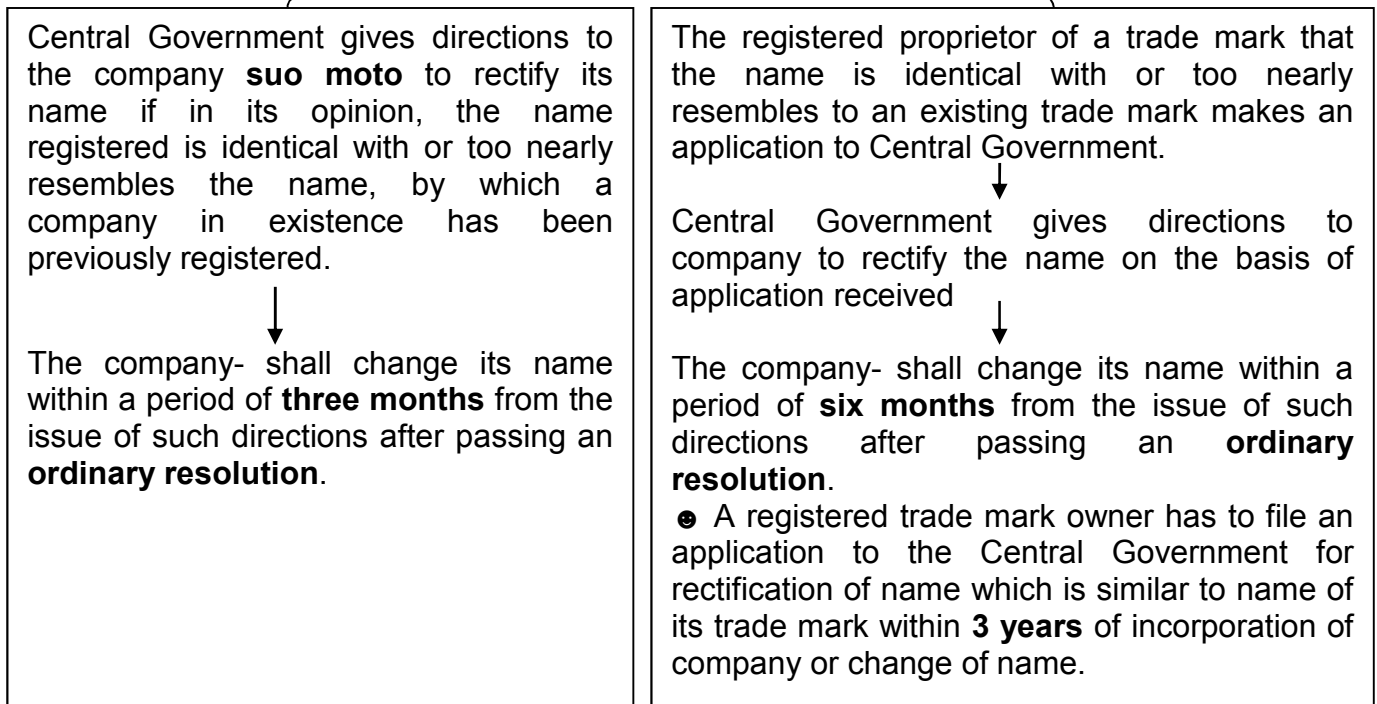 Central Government gives directions to
the company suo moto to rectify its
name if in its opinion, the name
registered is identical with or too nearly
resembles the name, by which a
company in existence has been
previously registered.
The company- shall change its name
within a period of three months from the
issue of such directions after passing an
ordinary resolution.
The registered proprietor of a trade mark that
the name is identical with or too nearly
resembles to an existing trade mark makes an
application to Central Government.
Central Government gives directions to
company to rectify the name on the basis of
application received
The company- shall change its name within a
period of six months from the issue of such
directions after passing an ordinary
resolution.
☻ A registered trade mark owner has to file an
application to the Central Government for
rectification of name which is similar to name of
its trade mark within 3 years of incorporation of
company or change of name.